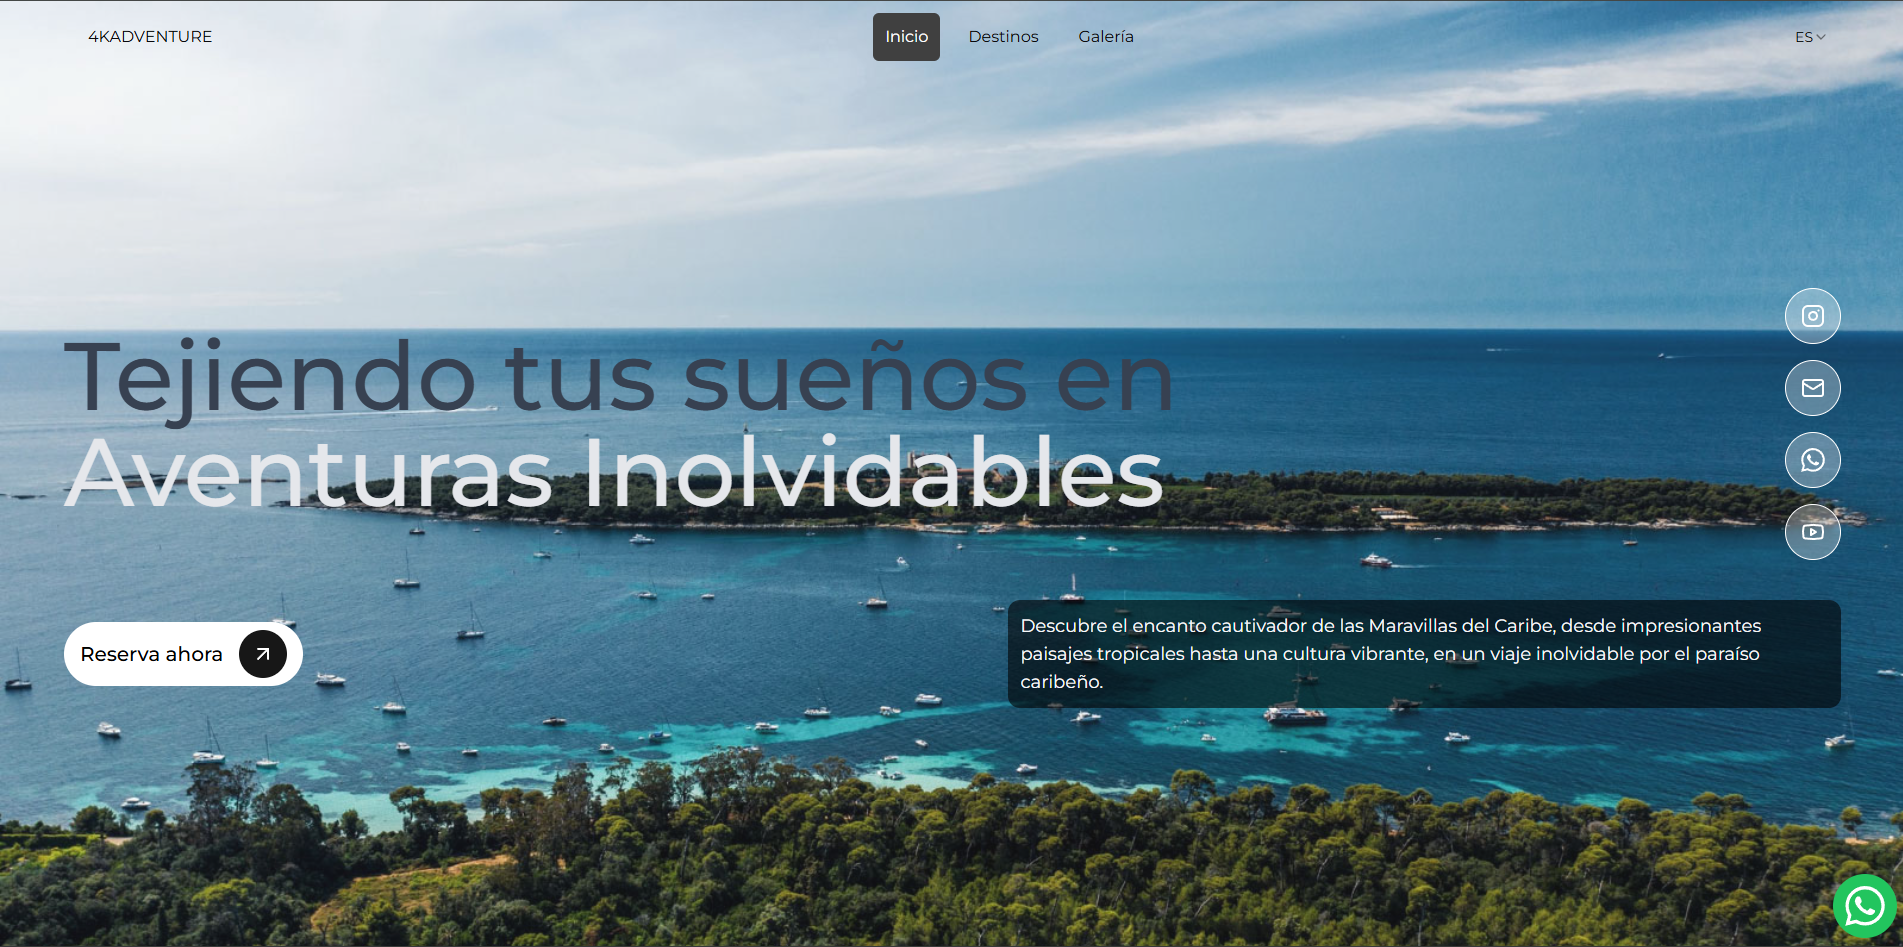 4KADVENTURE
Inicio
Destinos
Galería
ES
Tejiendo tus sueños en
Aventuras Inolvidables
Reserva ahora
Descubre el encanto cautivador de las Maravillas del Caribe, desde impresionantes
paisajes tropicales hasta una cultura vibrante, en un viaje inolvidable por el paraíso
caribeño.